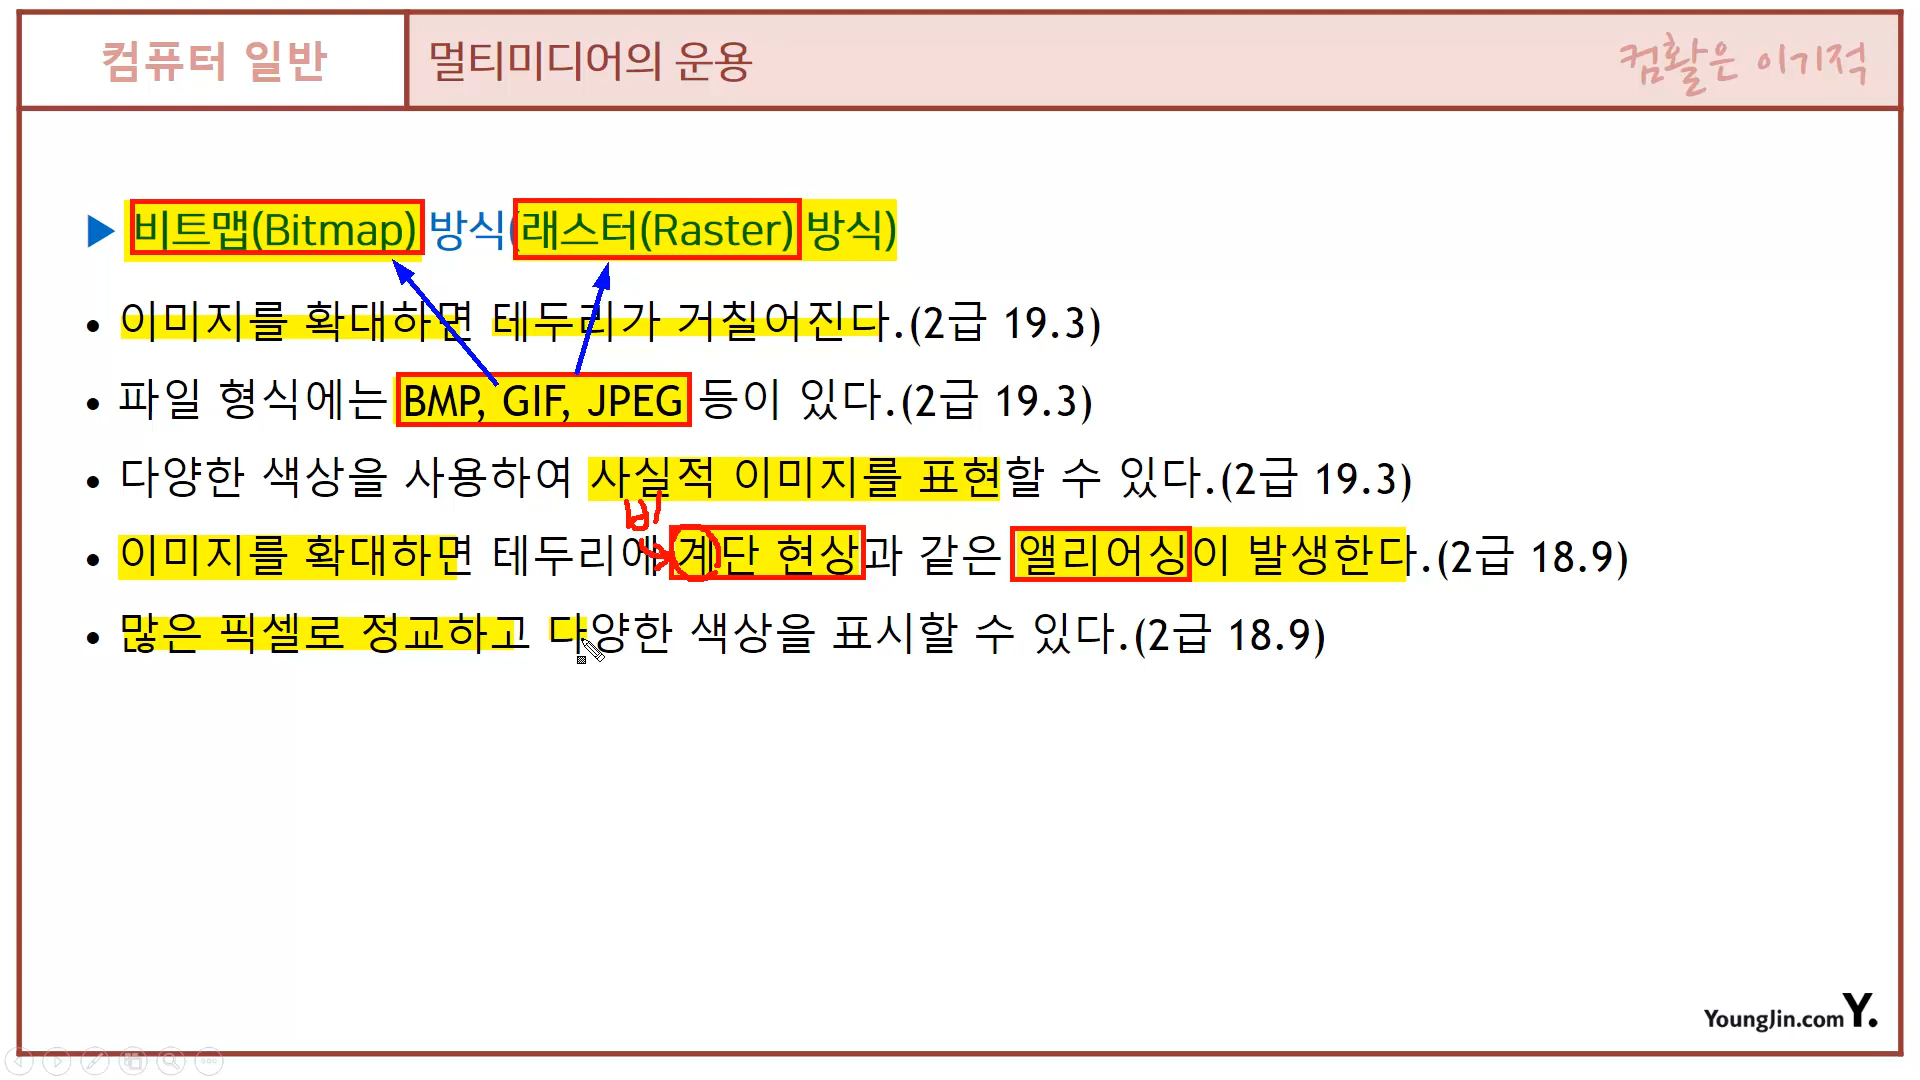 컴퓨터 일반
멀티미디어의 운용
컴활은 이기적
▶ 비트맵(Bitmap) 방식(래스터(Raster) 방식)
• 이미지를 확대하면 테두리가 거칠어진다.(2급 19.3)
• 파일 형식에는 BMP, GIF, JPEG 등이 있다.(2급 19.3)
• 다양한 색상을 사용하여 사실적 이미지를 표현할 수 있다.(2급 19.3)
비
• 이미지를 확대하면 테두리에 계단 현상과 같은 앨리어싱이 발생한다.(2급 18.9)
• 많은 픽셀로 정교하고 다양한 색상을 표시할 수 있다.(2급 18.9)
YoungJin.com Y.